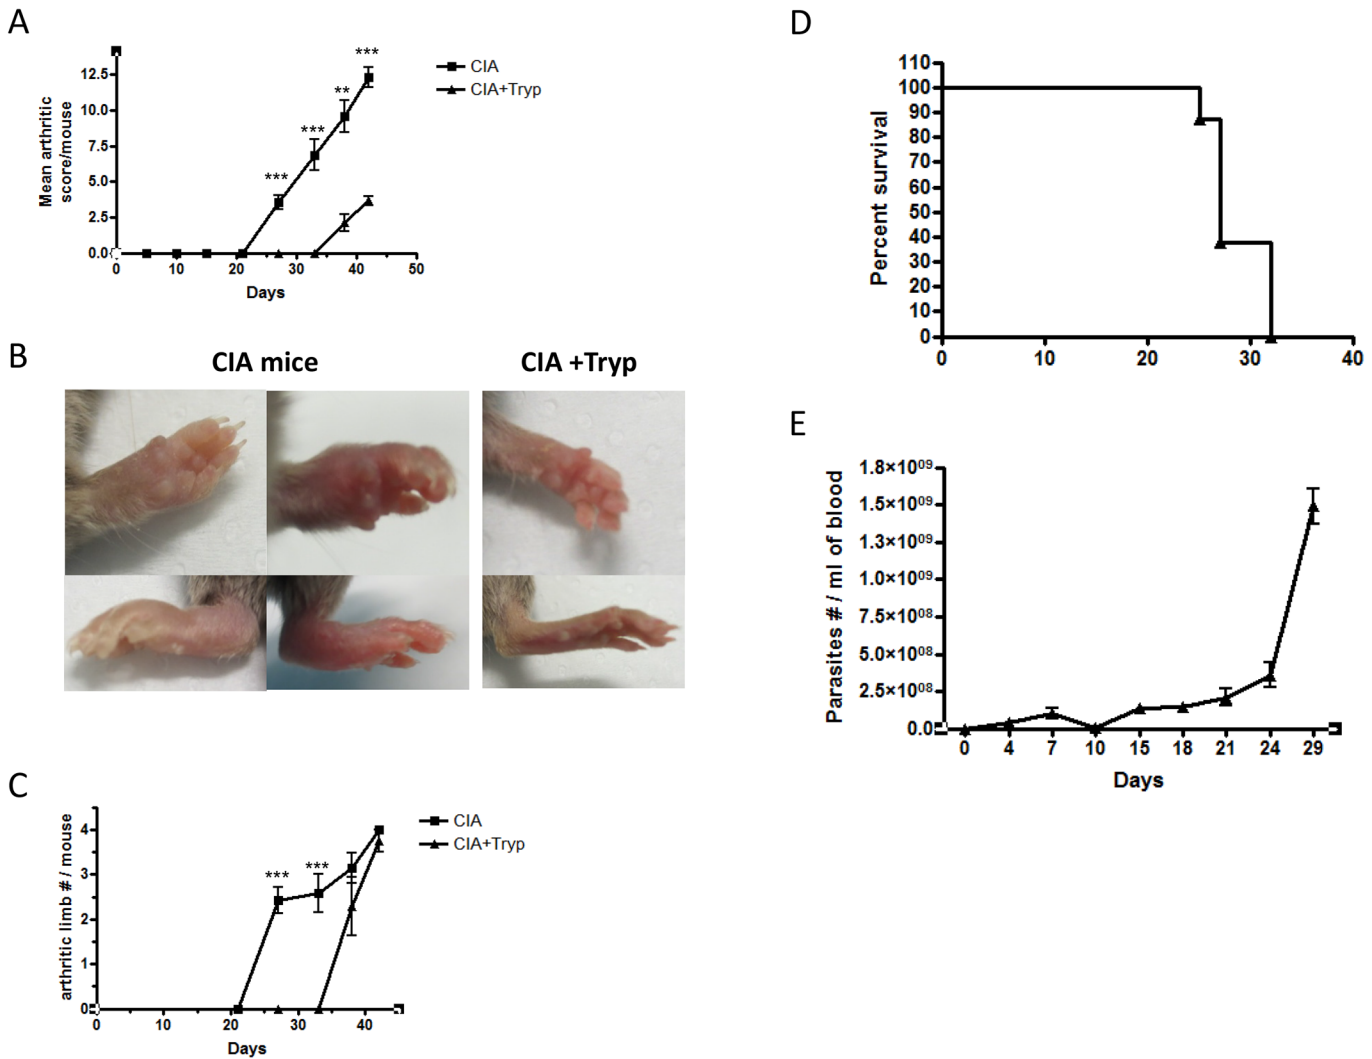 A
Mean arthritic
score/mouse
12.5
10.0
7.5
5.0
2.5
0.0
0 10 20 30 40 50
Days
*** *** ** ***
CIA
CIA+Tryp
B
CIA mice CIA +Tryp
C
arthritic limb # / mouse
4
3
2
1
0
0 10 20 30 40
Days
*** ***
CIA
CIA+Tryp
D
Percent survival
110
100
90
80
70
60
50
40
30
20
10
0
0 10 20 30 40
E
Parasites # / ml of blood
1.8×10⁰⁹
1.5×10⁰⁹
1.3×10⁰⁹
1.0×10⁰⁹
7.5×10⁰⁸
5.0×10⁰⁸
2.5×10⁰⁸
0.0
0 4 7 10 15 18 21 24 29
Days